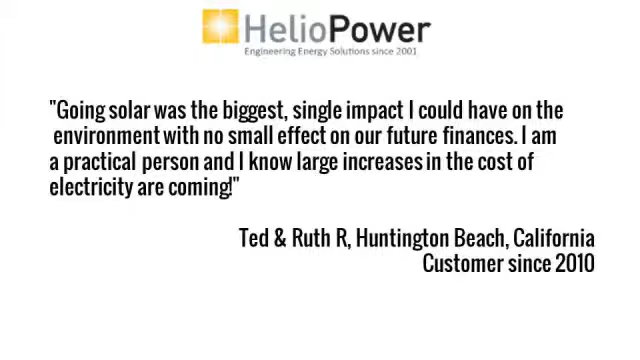 HelioPower
Engineering Energy Solutions since 2001
"Going solar was the biggest, single impact I could have on the
environment with no small effect on our future finances. I am
a practical person and I know large increases in the cost of
electricity are coming!"
Ted & Ruth R, Huntington Beach, California
Customer since 2010